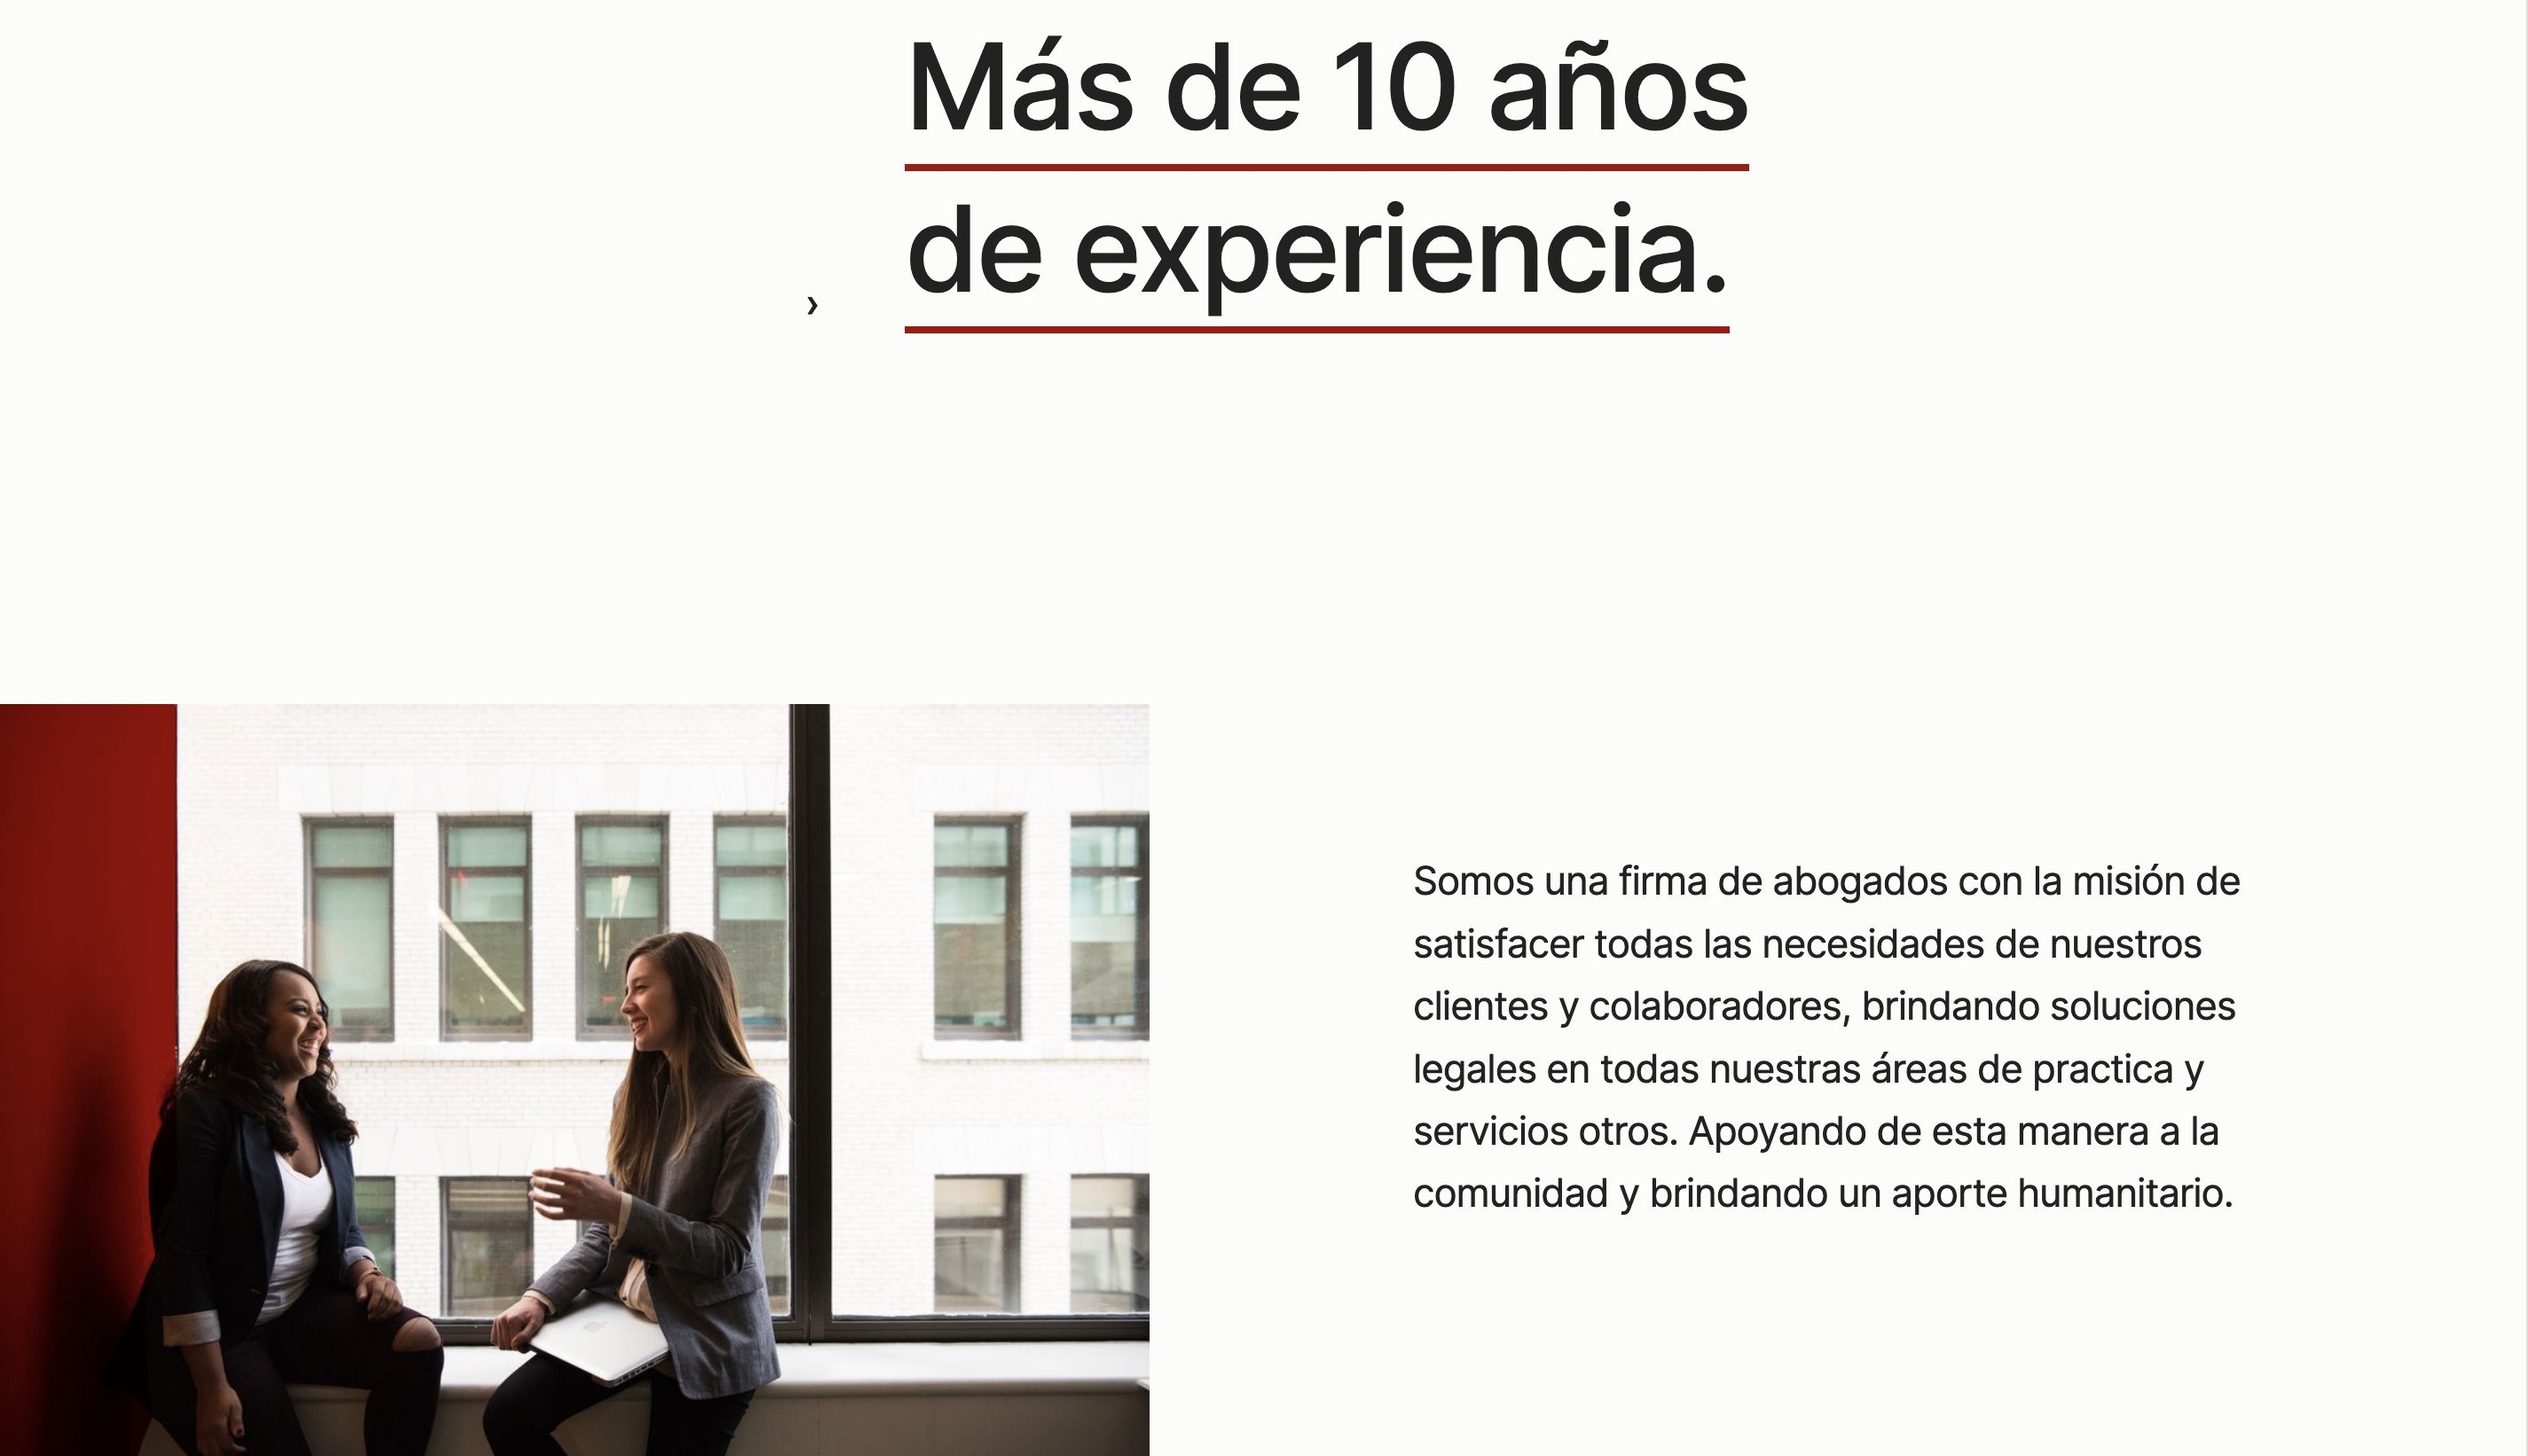 Más de 10 años
de experiencia.
›
Somos una firma de abogados con la misión de
satisfacer todas las necesidades de nuestros
clientes y colaboradores, brindando soluciones
legales en todas nuestras áreas de practica y
servicios otros. Apoyando de esta manera a la
comunidad y brindando un aporte humanitario.